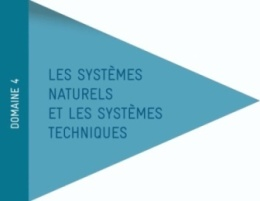 DOMAINE 4
LES SYSTÈMES
NATURELS
ET LES SYSTÈMES
TECHNIQUES